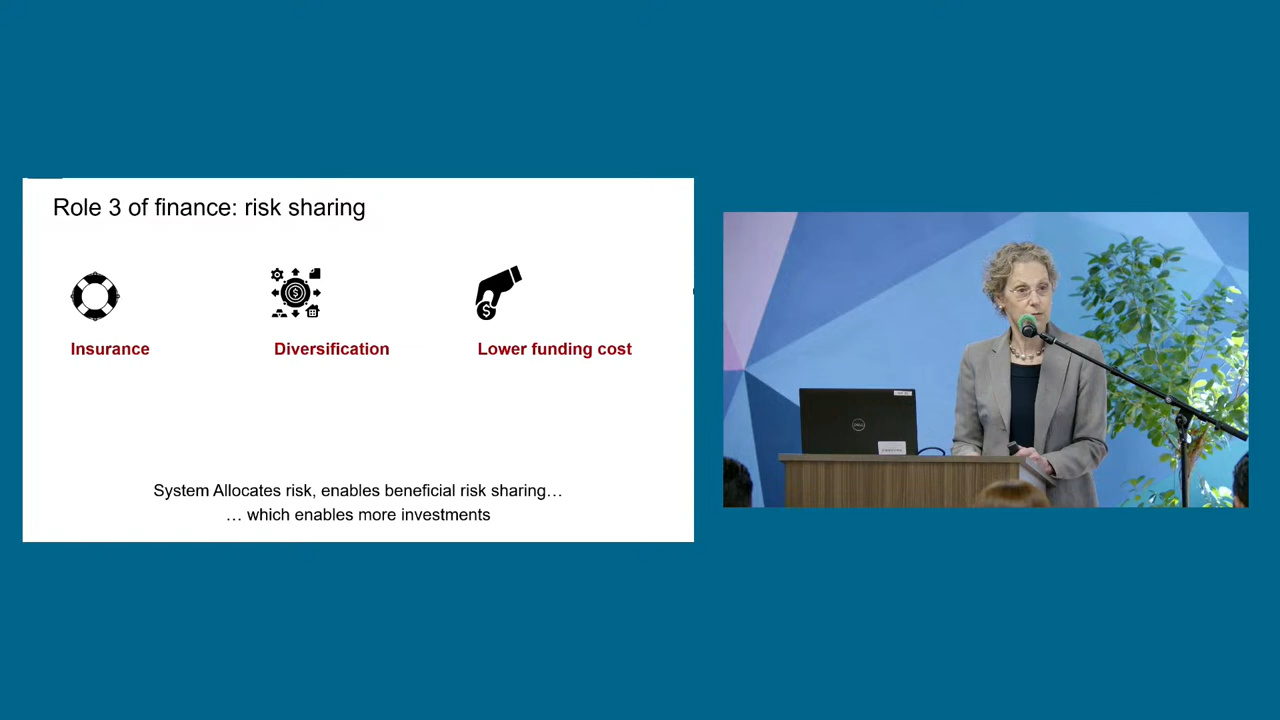 Role 3 of finance: risk sharing
Insurance
Diversification
Lower funding cost
System Allocates risk, enables beneficial risk sharing…
… which enables more investments
DELL